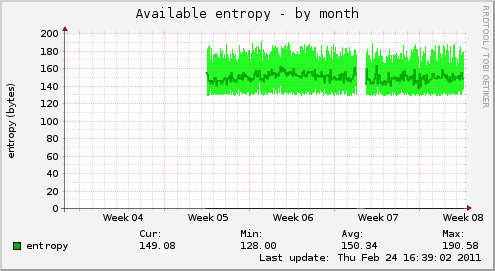 Available entropy - by month
RRDTOOL / TOBI OETIKER
entropy (bytes)
200
180
160
140
120
100
80
60
40
20
0
Week 04 Week 05 Week 06 Week 07 Week 08
Cur: Min: Avg: Max:
entropy 149.08 128.00 150.34 190.58
Last update: Thu Feb 24 16:39:02 2011